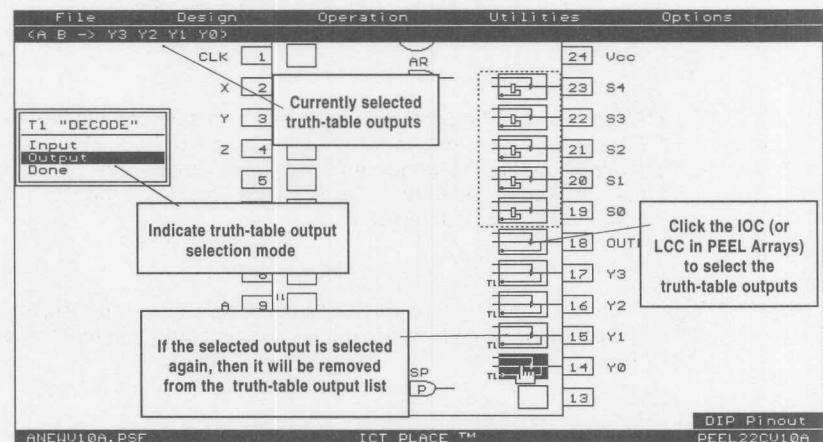 File Design Operation Utilities Options
(A B -> Y3 Y2 Y1 Y0)
CLK 1
AR
24 Vcc
X 2
23 S4
Currently selected
truth-table outputs
T1 "DECODE"
Input
Output
Done
Y 3
22 S3
Z 4
21 S2
5
20 S1
19 S0
Indicate truth-table output
selection mode
Click the IOC (or
LCC in PEEL Arrays)
to select the
truth-table outputs
18
T1
17 Y3
A 9
T1
16 Y2
If the selected output is selected
again, then it will be removed
from the truth-table output list
T1
15 Y1
SP
P
T1
14 Y0
13
DIP Pinout
ANEWV10A.PSF ICT PLACE TM PEEL22CV10A